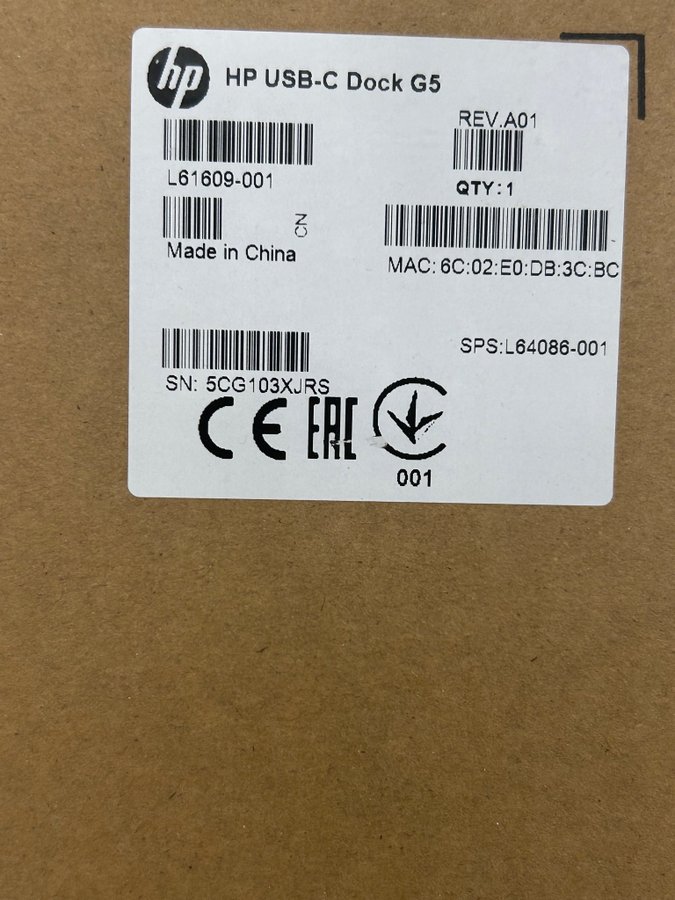 hp HP USB-C Dock G5
REV.A01
L61609-001
QTY:1
CN
Made in China
MAC: 6C:02:E0:DB:3C:BC
SPS:L64086-001
SN: 5CG103XJRS
CE EAC
001